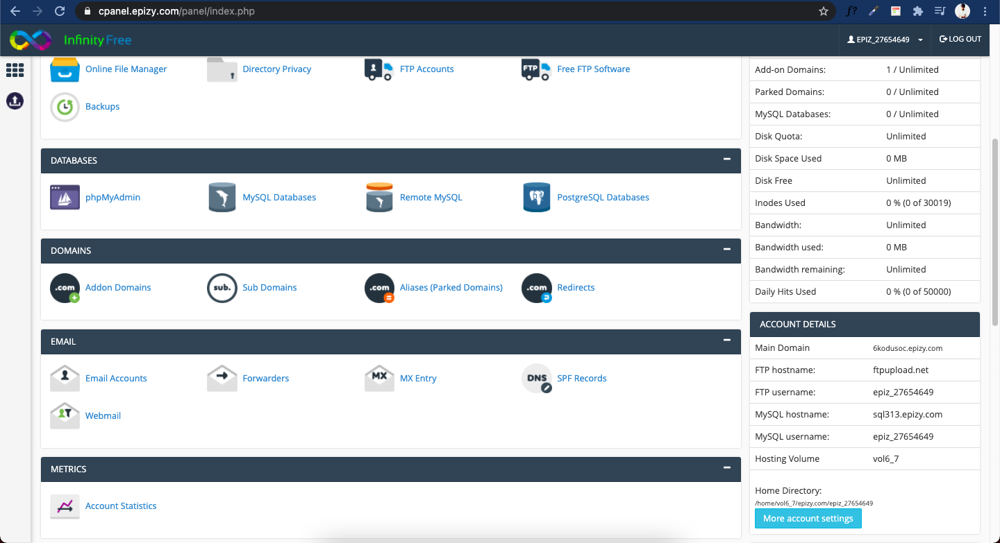 cpanel.epizy.com/panel/index.php
f?
InfinityFree
EPIZ_27654649
LOG OUT
Online File Manager
Directory Privacy
FTP Accounts
FTP
Free FTP Software
Backups
DATABASES
phpMyAdmin
MySQL Databases
Remote MySQL
PostgreSQL Databases
DOMAINS
.com
Addon Domains
sub.
Sub Domains
.com
Aliases (Parked Domains)
.com
Redirects
EMAIL
Email Accounts
Forwarders
MX
MX Entry
DNS
SPF Records
Webmail
METRICS
Account Statistics
Add-on Domains: 1 / Unlimited
Parked Domains: 0 / Unlimited
MySQL Databases: 0 / Unlimited
Disk Quota: Unlimited
Disk Space Used 0 MB
Disk Free Unlimited
Inodes Used 0 % (0 of 30019)
Bandwidth: Unlimited
Bandwidth used: 0 MB
Bandwidth remaining: Unlimited
Daily Hits Used 0 % (0 of 50000)
ACCOUNT DETAILS
Main Domain 6kodusoc.epizy.com
FTP hostname: ftpupload.net
FTP username: epiz_27654649
MySQL hostname: sql313.epizy.com
MySQL username: epiz_27654649
Hosting Volume vol6_7
Home Directory:
/home/vol6_7/epizy.com/epiz_27654649
More account settings